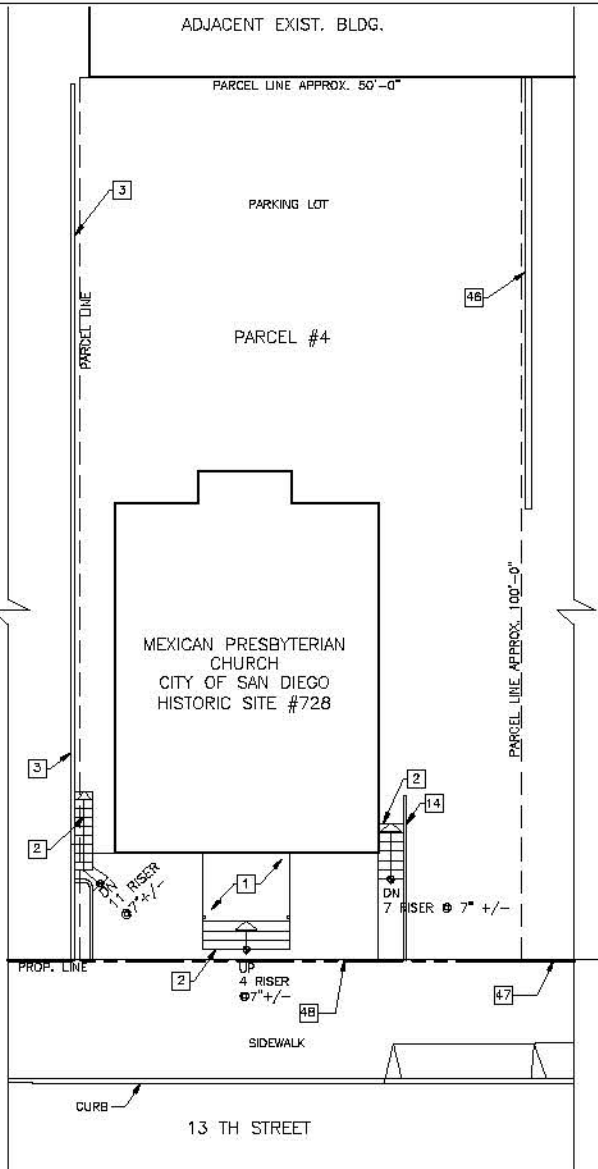 ADJACENT EXIST. BLDG.
PARCEL LINE APPROX. 50'-0"
3
PARKING LOT
46
PARCEL LINE
PARCEL #4
MEXICAN PRESBYTERIAN
CHURCH
CITY OF SAN DIEGO
HISTORIC SITE #728
PARCEL LINE APPROX. 100'-0"
3
2
14
2
DN
11 RISER
@7"+/-
1
DN
7 RISER @ 7" +/-
PROP. LINE
2
UP
4 RISER
@7"+/-
48
47
SIDEWALK
CURB
13 TH STREET